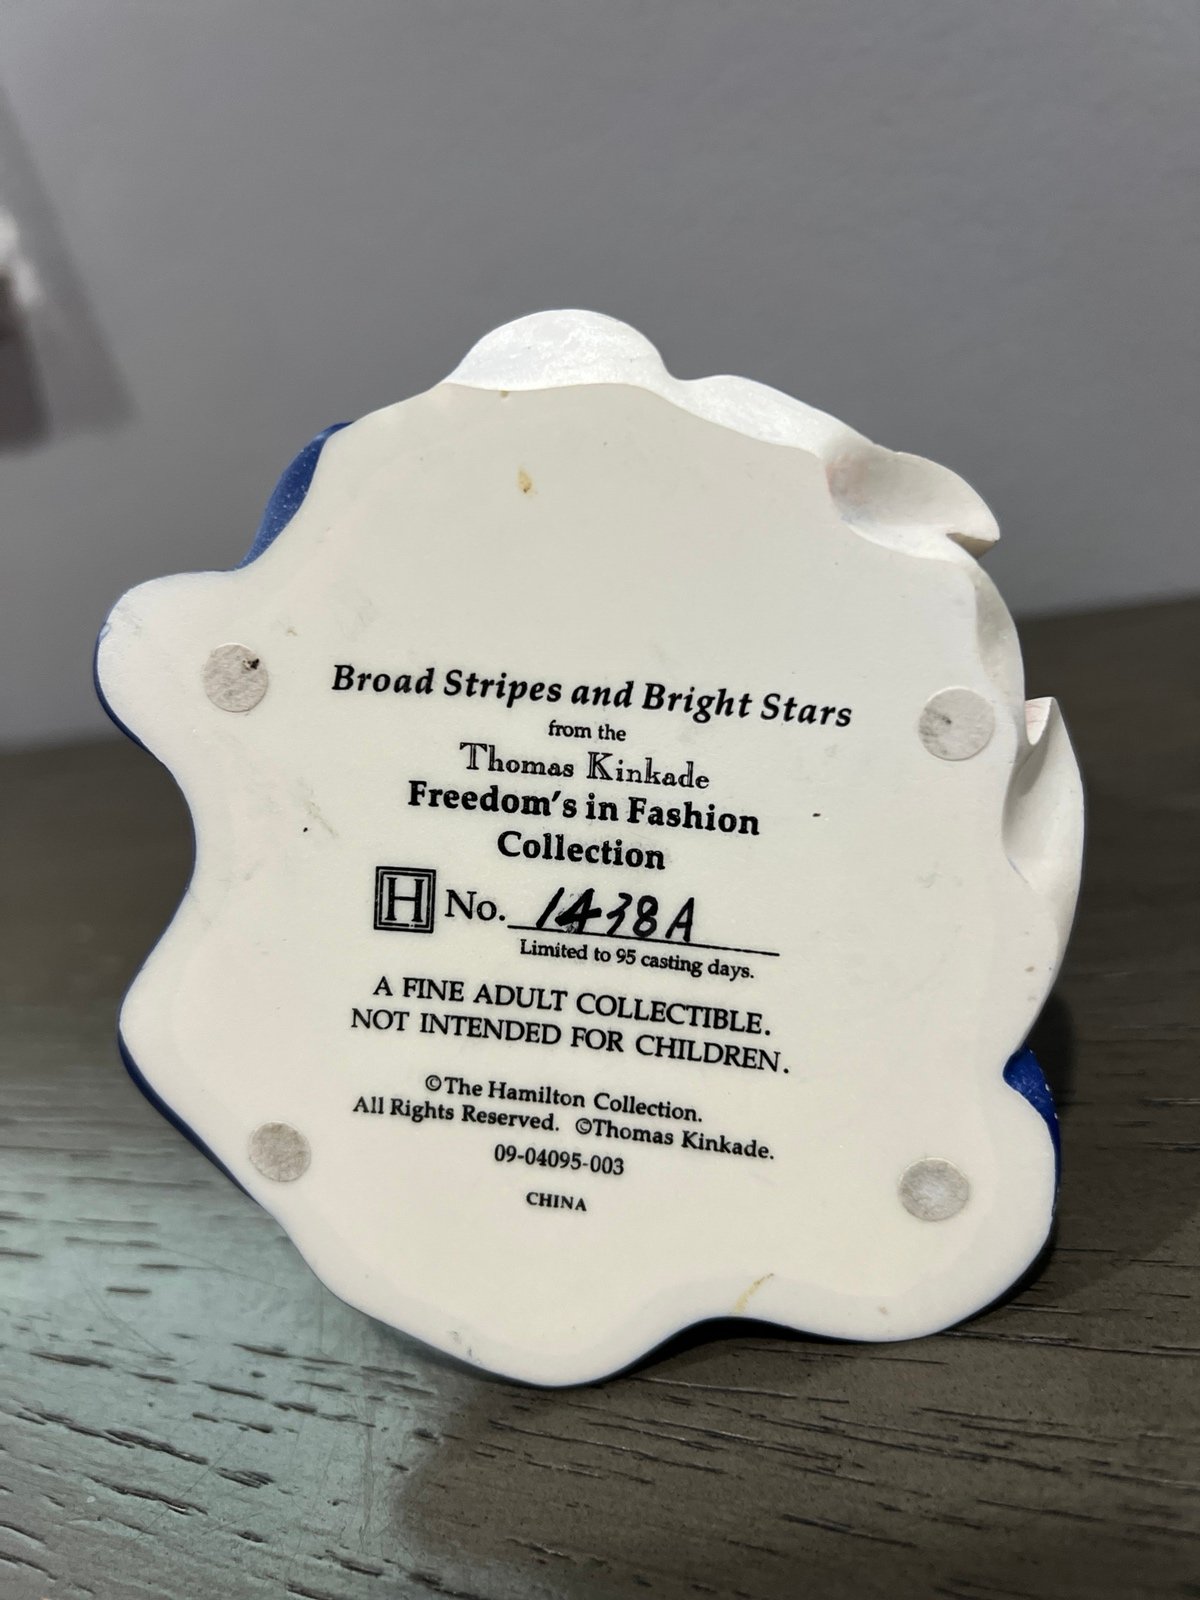 Broad Stripes and Bright Stars
from the
Thomas Kinkade
Freedom's in Fashion
Collection
H No. 1438A
Limited to 95 casting days.
A FINE ADULT COLLECTIBLE.
NOT INTENDED FOR CHILDREN.
©The Hamilton Collection.
All Rights Reserved. ©Thomas Kinkade.
09-04095-003
CHINA